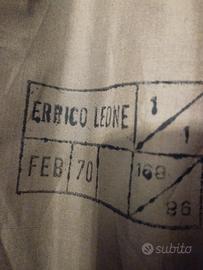 ERRICO LEONE 1 1
FEB 70 168 86
subito